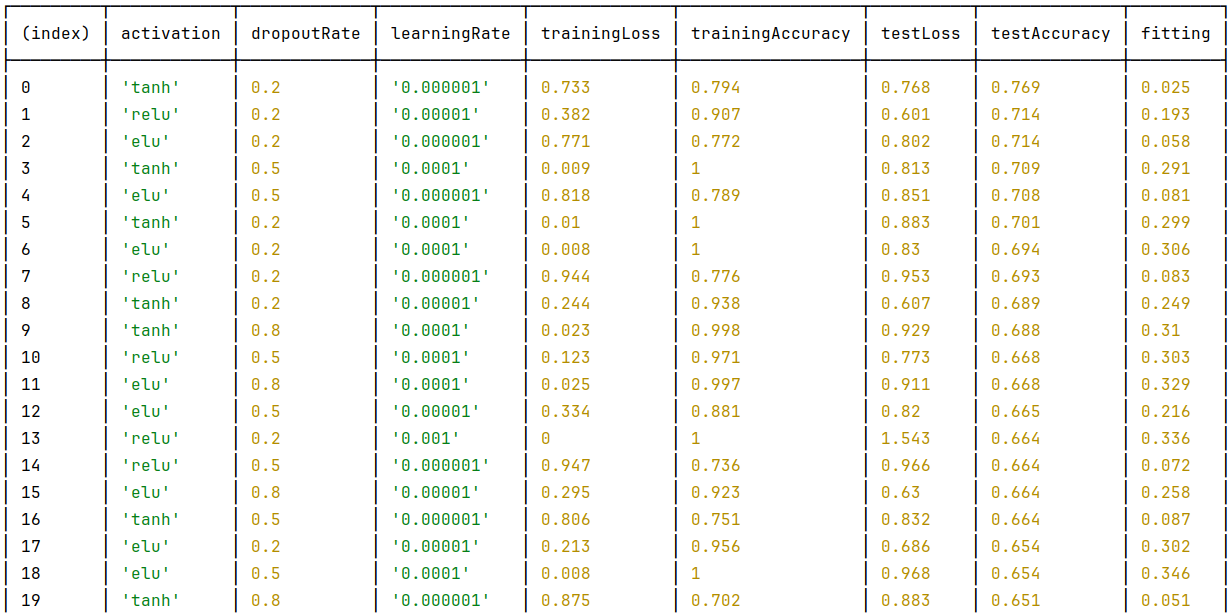 (index) activation dropoutRate learningRate trainingLoss trainingAccuracy testLoss testAccuracy fitting
0 'tanh' 0.2 '0.000001' 0.733 0.794 0.768 0.769 0.025
1 'relu' 0.2 '0.00001' 0.382 0.907 0.601 0.714 0.193
2 'elu' 0.2 '0.000001' 0.771 0.772 0.802 0.714 0.058
3 'tanh' 0.5 '0.0001' 0.009 1 0.813 0.709 0.291
4 'elu' 0.5 '0.000001' 0.818 0.789 0.851 0.708 0.081
5 'tanh' 0.2 '0.0001' 0.01 1 0.883 0.701 0.299
6 'elu' 0.2 '0.0001' 0.008 1 0.83 0.694 0.306
7 'relu' 0.2 '0.000001' 0.944 0.776 0.953 0.693 0.083
8 'tanh' 0.2 '0.00001' 0.244 0.938 0.607 0.689 0.249
9 'tanh' 0.8 '0.0001' 0.023 0.998 0.929 0.688 0.31
10 'relu' 0.5 '0.00001' 0.123 0.971 0.773 0.668 0.303
11 'elu' 0.8 '0.0001' 0.025 0.997 0.911 0.668 0.329
12 'elu' 0.5 '0.00001' 0.334 0.881 0.82 0.665 0.216
13 'relu' 0.2 '0.001' 0 1 1.543 0.664 0.336
14 'relu' 0.5 '0.000001' 0.947 0.736 0.966 0.664 0.072
15 'elu' 0.8 '0.00001' 0.295 0.923 0.63 0.664 0.258
16 'tanh' 0.5 '0.000001' 0.806 0.751 0.832 0.664 0.087
17 'elu' 0.2 '0.00001' 0.213 0.956 0.686 0.654 0.302
18 'elu' 0.5 '0.0001' 0.008 1 0.968 0.654 0.346
19 'tanh' 0.8 '0.000001' 0.875 0.702 0.883 0.651 0.051